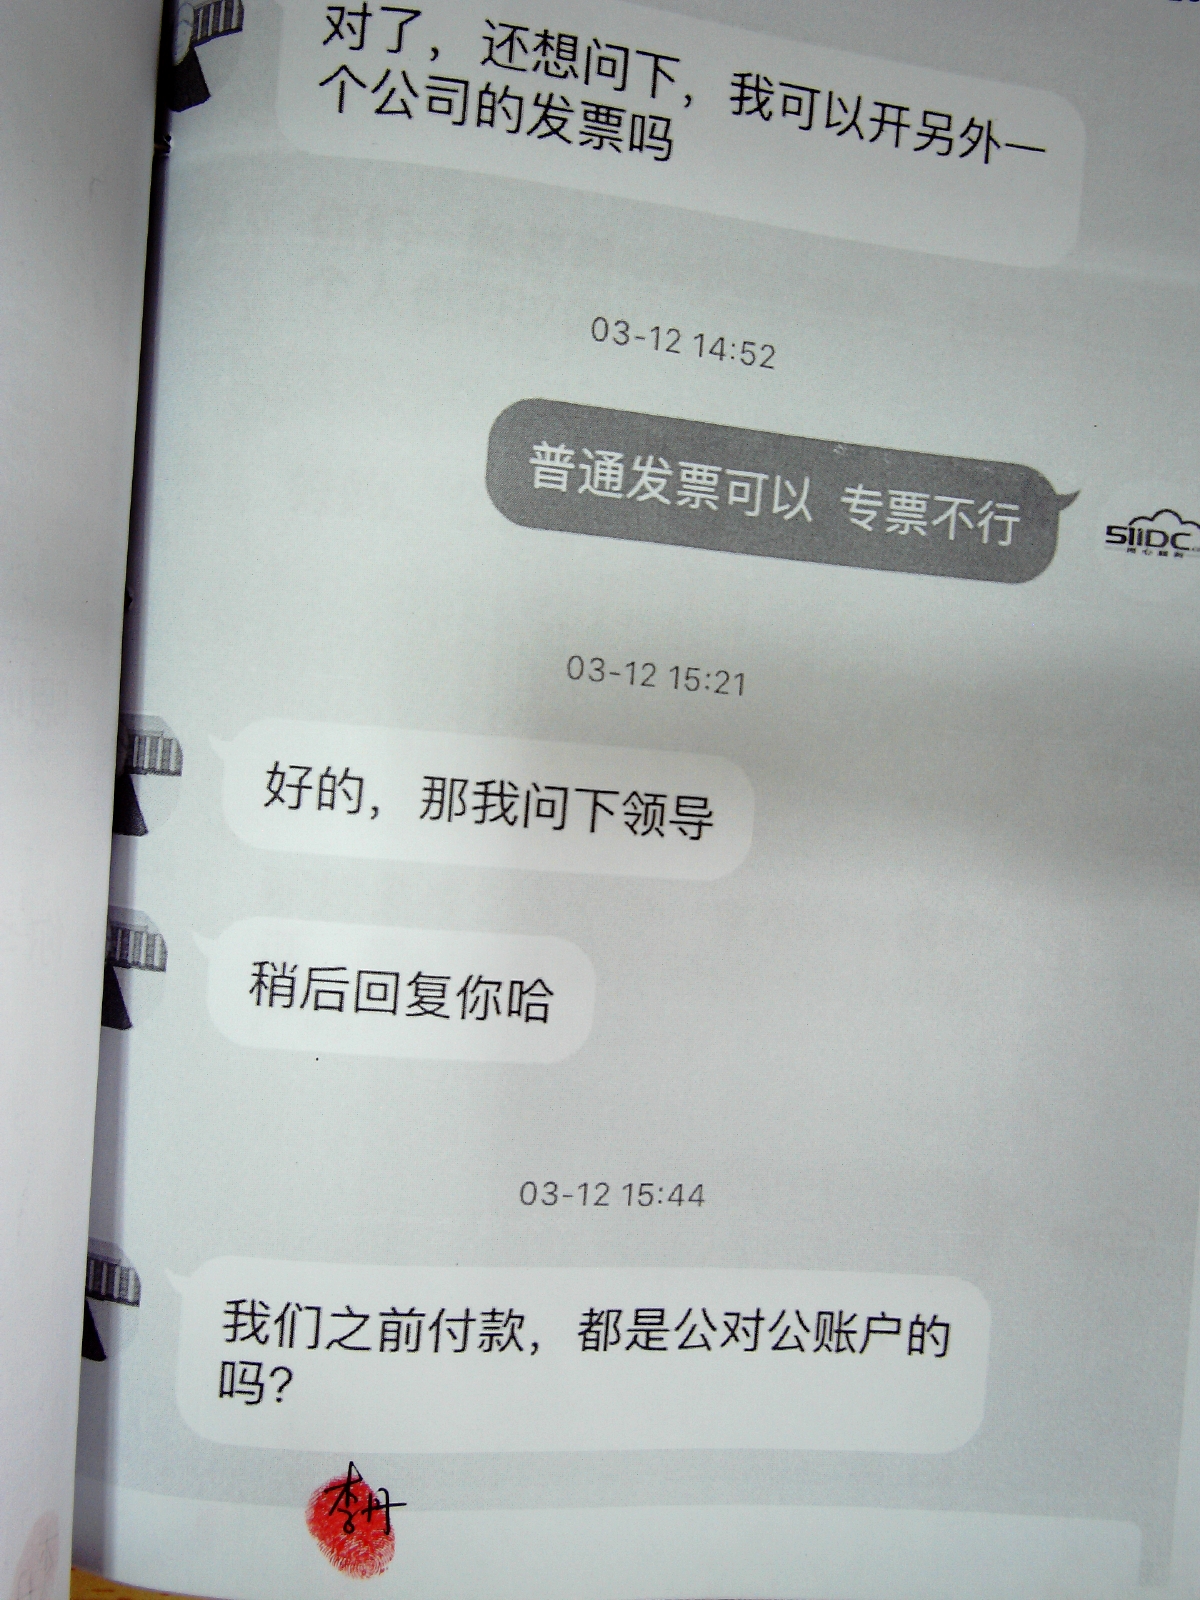 对了，还想问下，我可以开另外一
个公司的发票吗
03-12 14:52
普通发票可以 专票不行
511DC
03-12 15:21
好的，那我问下领导
稍后回复你哈
03-12 15:44
我们之前付款，都是公对公账户的
吗？
李丹